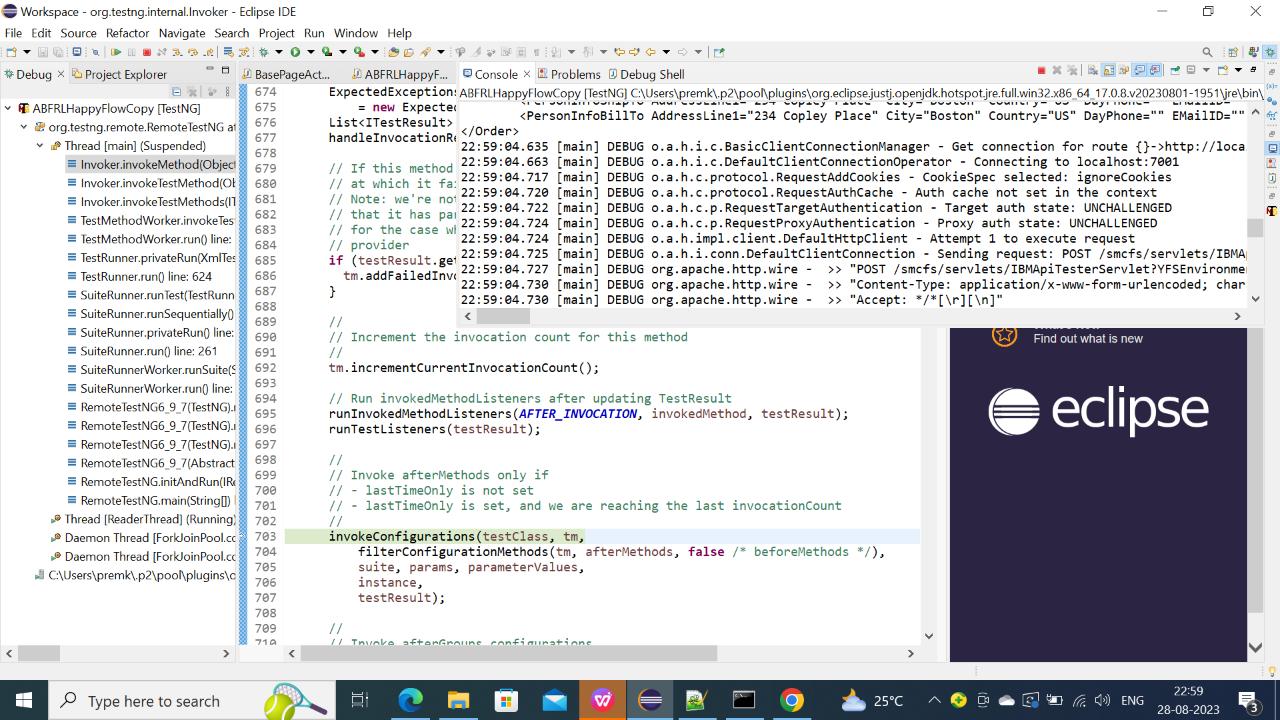 Workspace - org.testng.internal.Invoker - Eclipse IDE
File Edit Source Refactor Navigate Search Project Run Window Help
Debug Project Explorer
BasePageAct... ABFRLHappyF...
Console Problems Debug Shell
ABFRLHappyFlowCopy [TestNG] C:\Users\premk\.p2\pool\plugins\org.eclipse.justj.openjdk.hotspot.jre.full.win32.x86_64_17.0.8.v20230801-1951\jre\bin\
ABFRLHappyFlowCopy [TestNG]
org.testng.remote.RemoteTestNG at
Thread [main] (Suspended)
Invoker.invokeMethod(Object
Invoker.invokeTestMethod(Ob
Invoker.invokeTestMethods(IT
TestMethodWorker.invokeTest
TestMethodWorker.run() line:
TestRunner.privateRun(XmlTes
TestRunner.run() line: 624
SuiteRunner.runTest(TestRunn
SuiteRunner.runSequentially()
SuiteRunner.privateRun() line:
SuiteRunner.run() line: 261
SuiteRunnerWorker.runSuite(S
SuiteRunnerWorker.run() line:
RemoteTestNG6_9_7(TestNG).r
RemoteTestNG6_9_7(TestNG).r
RemoteTestNG6_9_7(TestNG).r
RemoteTestNG6_9_7(Abstract
RemoteTestNG.initAndRun(IRe
RemoteTestNG.main(String[])
Thread [ReaderThread] (Running)
Daemon Thread [ForkJoinPool.co
Daemon Thread [ForkJoinPool.co
C:\Users\premk\.p2\pool\plugins\o
674 ExpectedExceptions
675 = new Expected
676 List<ITestResult>
677 handleInvocationRe
678
679 // If this method
680 // at which it fai
681 // Note: we're not
682 // that it has par
683 // for the case wh
684 // provider
685 if (testResult.get
686 tm.addFailedInvo
687 }
688
689 //
690 // Increment the invocation count for this method
691 //
692 tm.incrementCurrentInvocationCount();
693
694 // Run invokedMethodListeners after updating TestResult
695 runInvokedMethodListeners(AFTER_INVOCATION, invokedMethod, testResult);
696 runTestListeners(testResult);
697
698 //
699 // Invoke afterMethods only if
700 // - lastTimeOnly is not set
701 // - lastTimeOnly is set, and we are reaching the last invocationCount
702 //
703 invokeConfigurations(testClass, tm,
704 filterConfigurationMethods(tm, afterMethods, false /* beforeMethods */),
705 suite, params, parameterValues,
706 instance,
707 testResult);
708
709 //
710 // Invoke afterGroups configurations
<PersonInfoShipTo AddressLine1="234 Copley Place" City="Boston" Country="US" DayPhone="" EMailID=""
<PersonInfoBillTo AddressLine1="234 Copley Place" City="Boston" Country="US" DayPhone="" EMailID=""
</Order>
22:59:04.635 [main] DEBUG o.a.h.i.c.BasicClientConnectionManager - Get connection for route {}->http://loca
22:59:04.663 [main] DEBUG o.a.h.i.c.DefaultClientConnectionOperator - Connecting to localhost:7001
22:59:04.717 [main] DEBUG o.a.h.c.protocol.RequestAddCookies - CookieSpec selected: ignoreCookies
22:59:04.720 [main] DEBUG o.a.h.c.protocol.RequestAuthCache - Auth cache not set in the context
22:59:04.722 [main] DEBUG o.a.h.c.p.RequestTargetAuthentication - Target auth state: UNCHALLENGED
22:59:04.724 [main] DEBUG o.a.h.c.p.RequestProxyAuthentication - Proxy auth state: UNCHALLENGED
22:59:04.724 [main] DEBUG o.a.h.impl.client.DefaultHttpClient - Attempt 1 to execute request
22:59:04.725 [main] DEBUG o.a.h.i.conn.DefaultClientConnection - Sending request: POST /smcfs/servlets/IBMA
22:59:04.727 [main] DEBUG org.apache.http.wire -  >> "POST /smcfs/servlets/IBMApiTesterServlet?YFSEnvironme
22:59:04.730 [main] DEBUG org.apache.http.wire -  >> "Content-Type: application/x-www-form-urlencoded; char
22:59:04.730 [main] DEBUG org.apache.http.wire -  >> "Accept: */*[\r][\n]"
Find out what is new
eclipse
Type here to search
25°C
ENG
22:59
28-08-2023
3